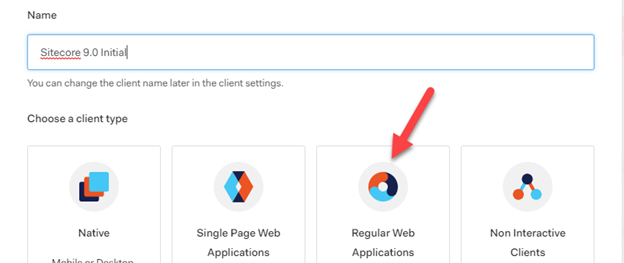 Name
Sitecore 9.0 Initial
You can change the client name later in the client settings.
Choose a client type
Native
Single Page Web
Applications
Regular Web
Applications
Non Interactive
Clients
Mobile or Desktop